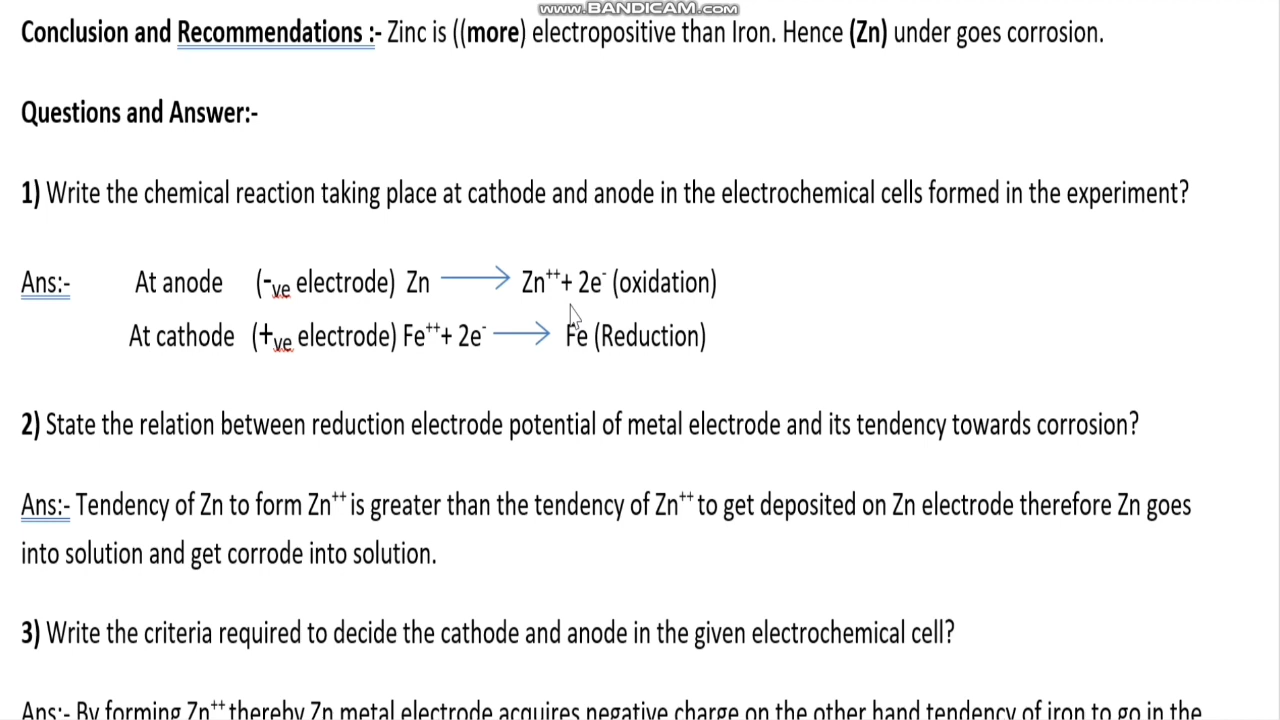 www.BANDICAM.com
Conclusion and Recommendations :- Zinc is ((more) electropositive than Iron. Hence (Zn) under goes corrosion.
Questions and Answer:-
1) Write the chemical reaction taking place at cathode and anode in the electrochemical cells formed in the experiment?
Ans:- At anode (-ve electrode) Zn ⟶ Zn⁺⁺+ 2e⁻ (oxidation)
At cathode (+ve electrode) Fe⁺⁺+ 2e⁻ ⟶ Fe (Reduction)
2) State the relation between reduction electrode potential of metal electrode and its tendency towards corrosion?
Ans:- Tendency of Zn to form Zn⁺⁺ is greater than the tendency of Zn⁺⁺ to get deposited on Zn electrode therefore Zn goes
into solution and get corrode into solution.
3) Write the criteria required to decide the cathode and anode in the given electrochemical cell?
Ans:- By forming Zn⁺⁺ thereby Zn metal electrode acquires negative charge on the other hand tendency of iron to go in the